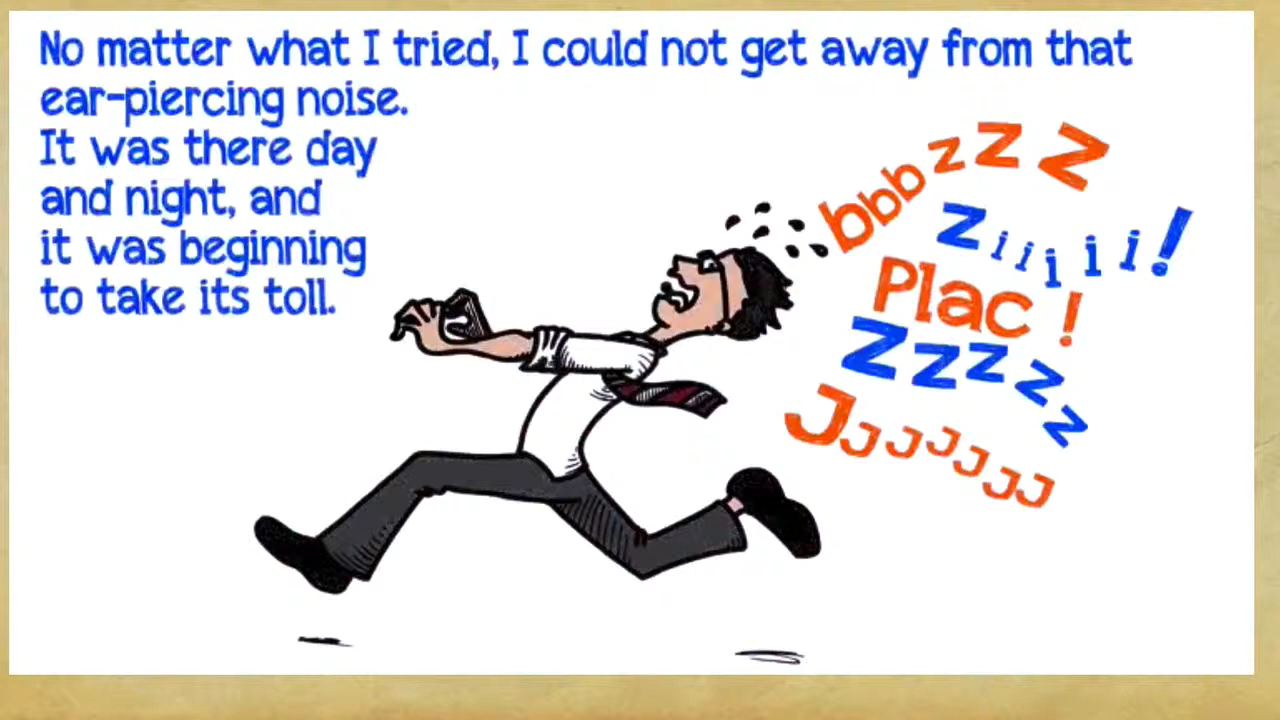 No matter what I tried, I could not get away from that
ear-piercing noise.
It was there day
and night, and
it was beginning
to take its toll.
bbbzzz
Ziiiii!
Plac!
Zzzzz
Jjjjjjj